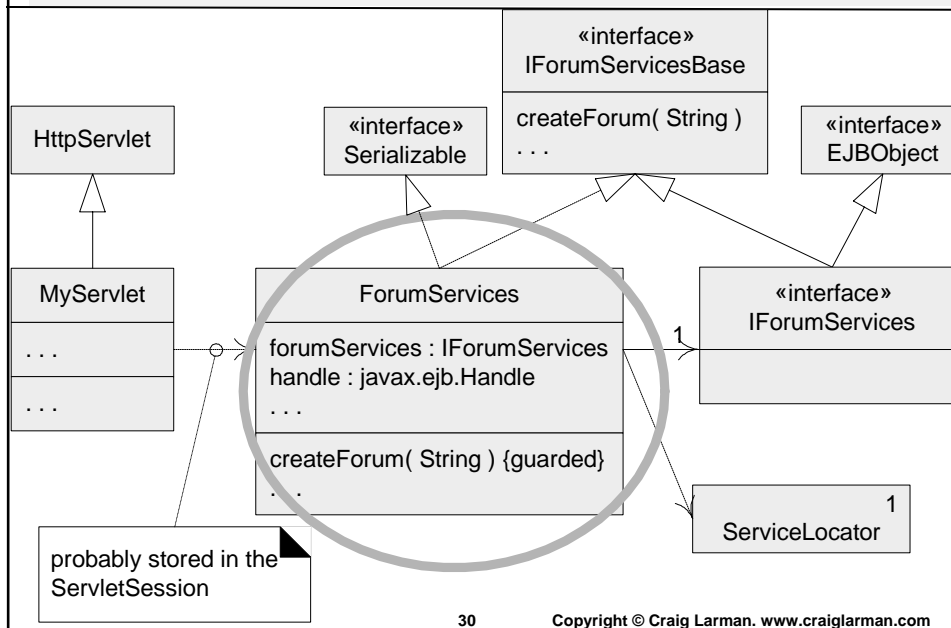 «interface»
IForumServicesBase
createForum( String )
. . .
HttpServlet
«interface»
Serializable
«interface»
EJBObject
MyServlet
. . .
. . .
ForumServices
forumServices : IForumServices
handle : javax.ejb.Handle
. . .
createForum( String ) {guarded}
. . .
1
«interface»
IForumServices
1
ServiceLocator
probably stored in the
ServletSession
30 Copyright © Craig Larman. www.craiglarman.com